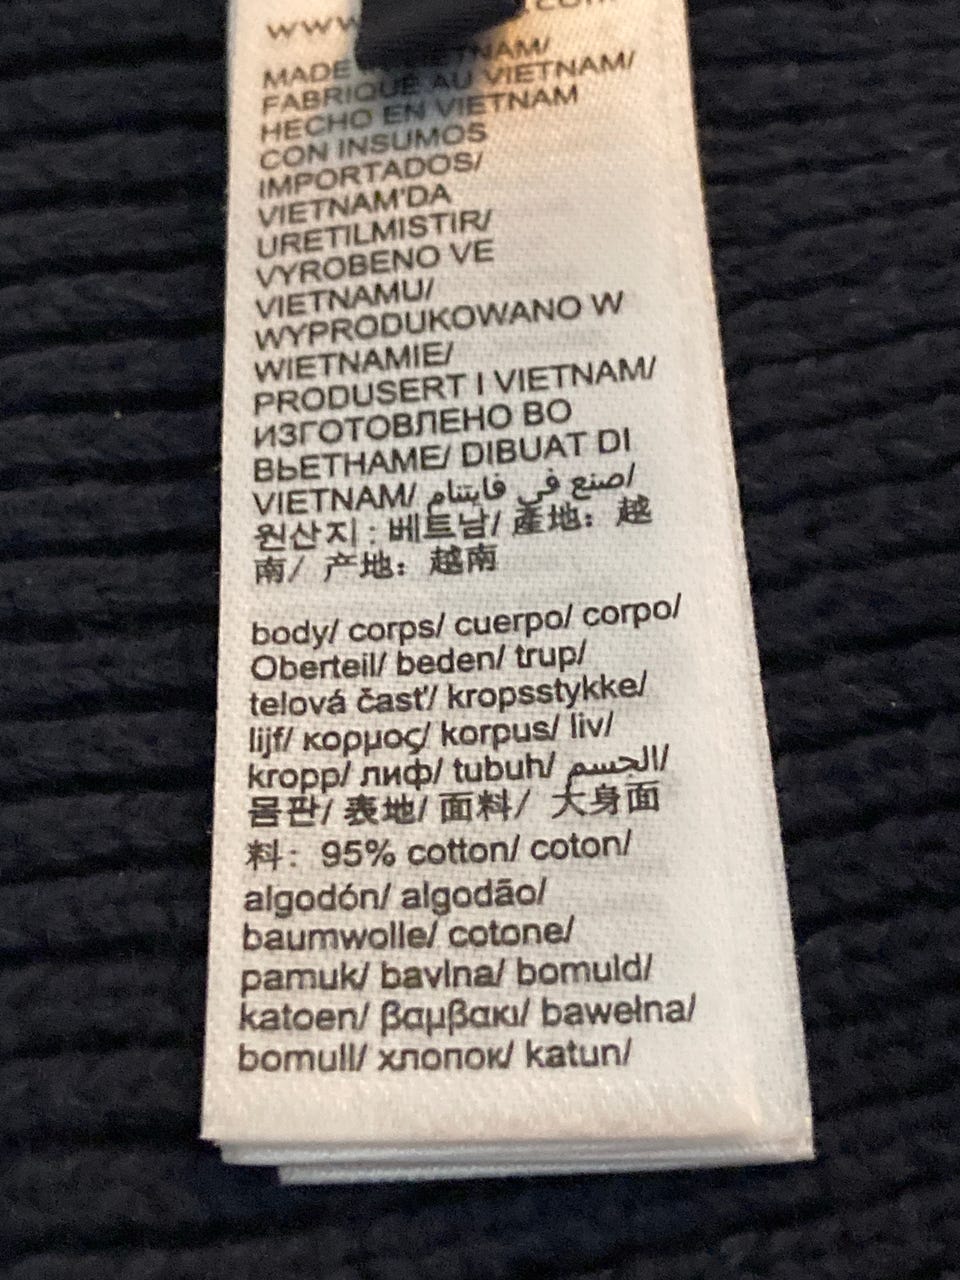 www
MADE VIETNAM/
FABRIQUÉ AU VIETNAM/
HECHO EN VIETNAM
CON INSUMOS
IMPORTADOS/
VIETNAM'DA
URETILMISTIR/
VYROBENO VE
VIETNAMU/
WYPRODUKOWANO W
WIETNAMIE/
PRODUSERT I VIETNAM/
ИЗГОТОВЛЕНО ВО
ВЬЕТНАМЕ/ DIBUAT DI
VIETNAM/ صنع في فايتنام/
원산지 : 베트남/ 產地： 越
南/ 产地： 越南
body/ corps/ cuerpo/ corpo/
Oberteil/ beden/ trup/
telová časť/ kropsstykke/
lijf/ κορμος/ korpus/ liv/
kropp/ лиф/ tubuh/ الجسم/
몸판/ 表地/ 面料/ 大身面
料： 95% cotton/ coton/
algodón/ algodão/
baumwolle/ cotone/
pamuk/ bavlna/ bomuld/
katoen/ βαμβακι/ bawełna/
bomull/ хлопок/ katun/